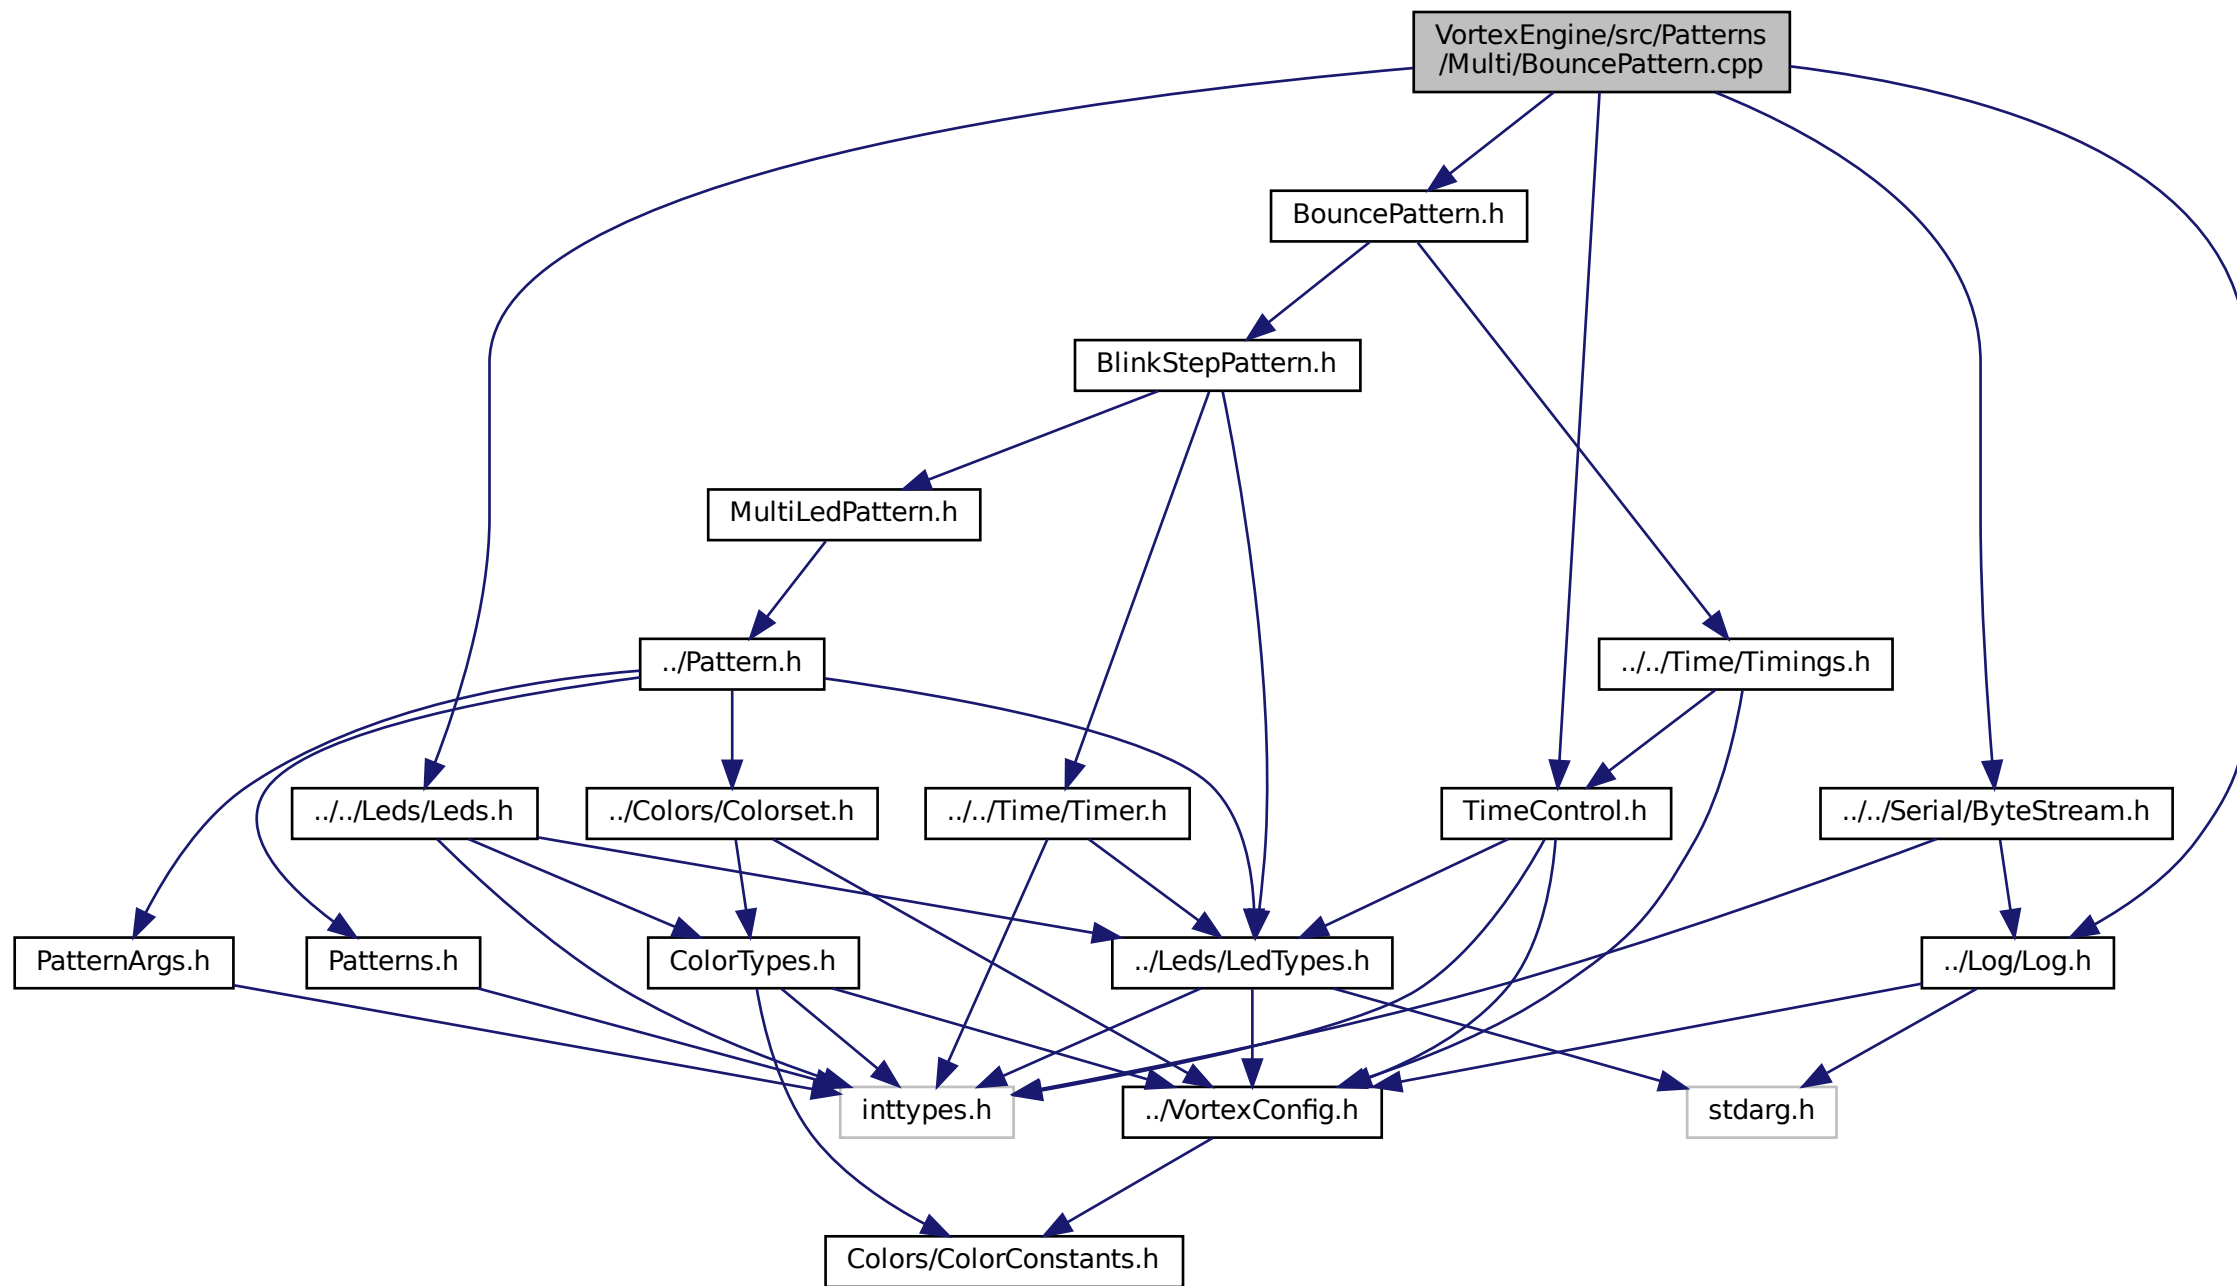 VortexEngine/src/Patterns
/Multi/BouncePattern.cpp
BouncePattern.h
BlinkStepPattern.h
MultiLedPattern.h
../Pattern.h
../../Time/Timings.h
../../Leds/Leds.h
../Colors/Colorset.h
../../Time/Timer.h
TimeControl.h
../../Serial/ByteStream.h
PatternArgs.h
Patterns.h
ColorTypes.h
../Leds/LedTypes.h
../Log/Log.h
inttypes.h
../VortexConfig.h
stdarg.h
Colors/ColorConstants.h